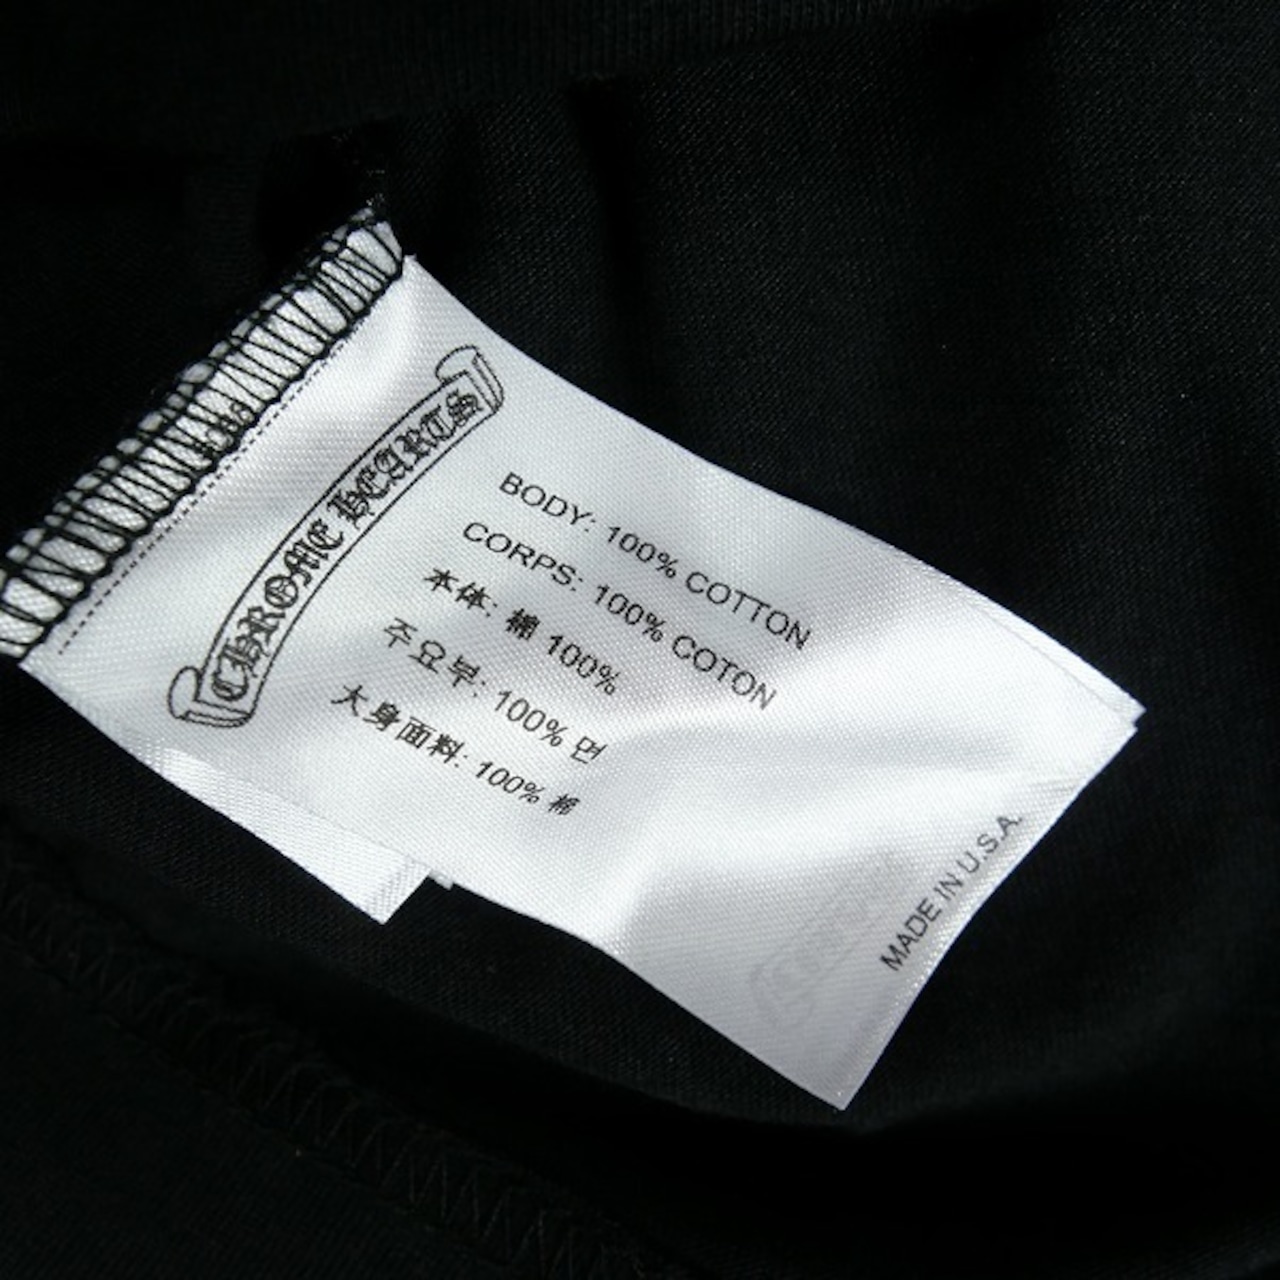 CHROME HEARTS
BODY: 100% COTTON
CORPS: 100% COTON
本体: 綿 100%
주요부: 100% 면
大身面料: 100% 棉
MADE IN U.S.A.